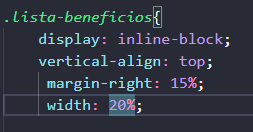 .lista-beneficios{
display: inline-block;
vertical-align: top;
margin-right: 15%;
width: 20%;